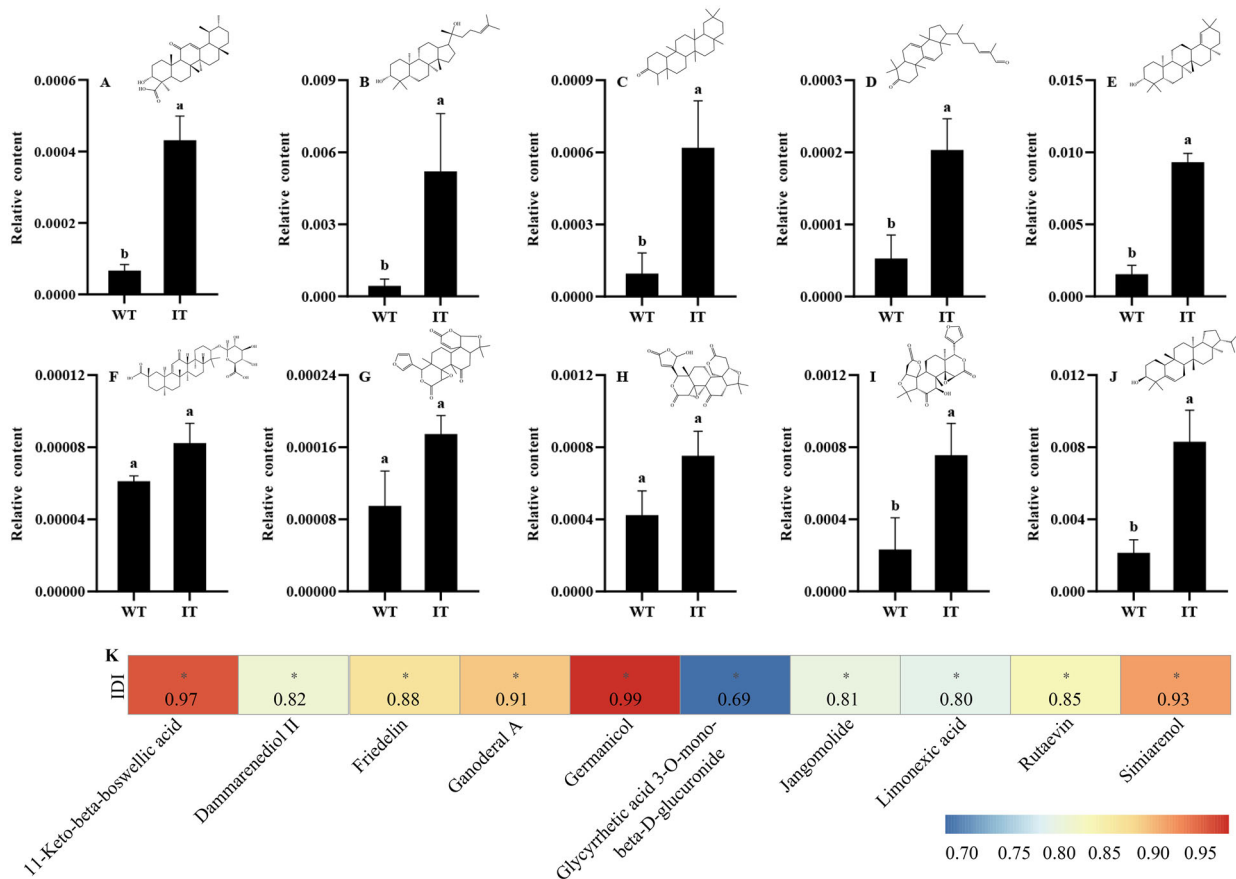 A
Relative content
0.0006
0.0004
0.0002
0.0000
b
a
WT
IT
B
Relative content
0.009
0.006
0.003
0.000
b
a
WT
IT
C
Relative content
0.0009
0.0006
0.0003
0.0000
b
a
WT
IT
D
Relative content
0.0003
0.0002
0.0001
0.0000
b
a
WT
IT
E
Relative content
0.015
0.010
0.005
0.000
b
a
WT
IT
F
Relative content
0.00012
0.00008
0.00004
0.00000
a
a
WT
IT
G
Relative content
0.00024
0.00016
0.00008
0.00000
a
a
WT
IT
H
Relative content
0.0012
0.0008
0.0004
0.0000
a
a
WT
IT
I
Relative content
0.0012
0.0008
0.0004
0.0000
b
a
WT
IT
J
Relative content
0.012
0.008
0.004
0.000
b
a
WT
IT
K
IDI
* * * * * * * * * *
0.97 0.82 0.88 0.91 0.99 0.69 0.81 0.80 0.85 0.93
11-Keto-beta-boswellic acid
Dammarenediol II
Friedelin
Ganoderal A
Germanicol
Glycyrrhetic acid 3-O-mono-
beta-D-glucuronide
Jangomolide
Limonexic acid
Rutaevin
Simiarenol
0.70 0.75 0.80 0.85 0.90 0.95